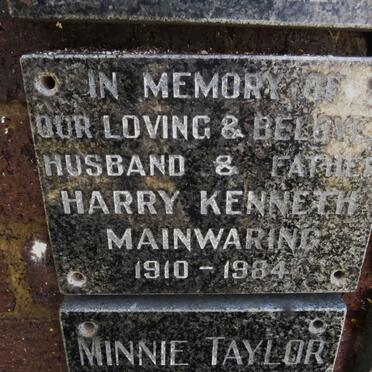 IN MEMORY OF
OUR LOVING & BELOVED
HUSBAND & FATHER
HARRY KENNETH
MAINWARING
1910 - 1984
MINNIE TAYLOR